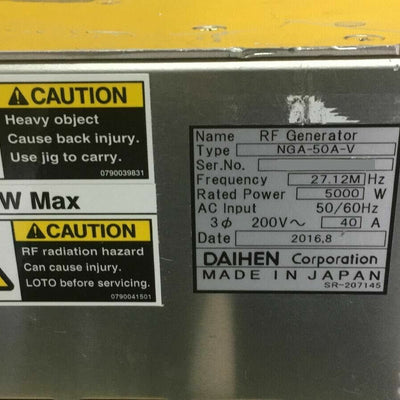 CAUTION
Heavy object
Cause back injury.
Use jig to carry.
0790039831
W Max
CAUTION
RF radiation hazard
Can cause injury.
LOTO before servicing.
0790041501
Name RF Generator
Type NGA-50A-V
Ser.No.
Frequency 27.12M Hz
Rated Power 5000 W
AC Input 50/60Hz
3ø 200V~ 40 A
Date 2016,8
DAIHEN Corporation
MADE IN JAPAN
SR-207145